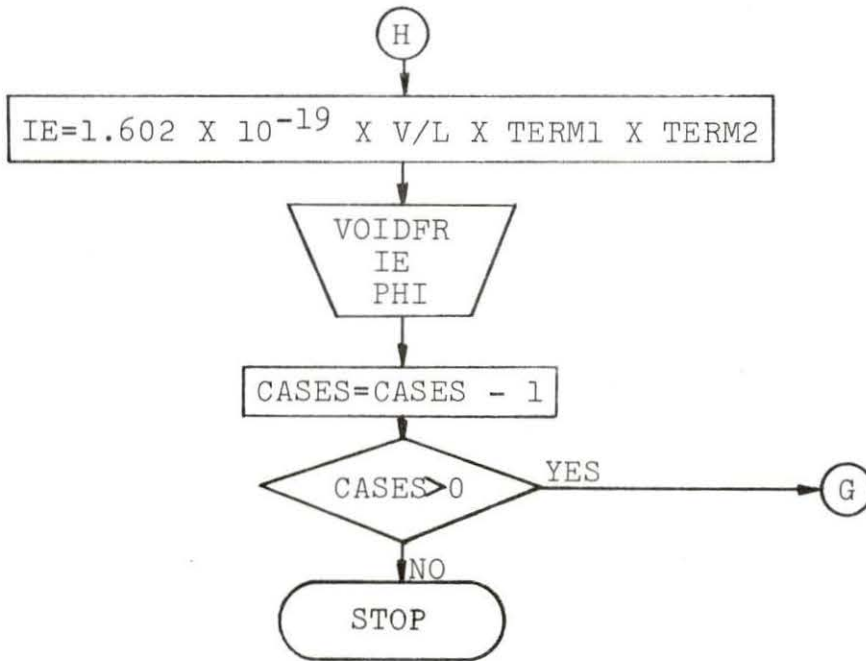 H
IE=1.602 X 10⁻¹⁹ X V/L X TERM1 X TERM2
VOIDFR
IE
PHI
CASES=CASES - 1
CASES>0
YES
G
NO
STOP